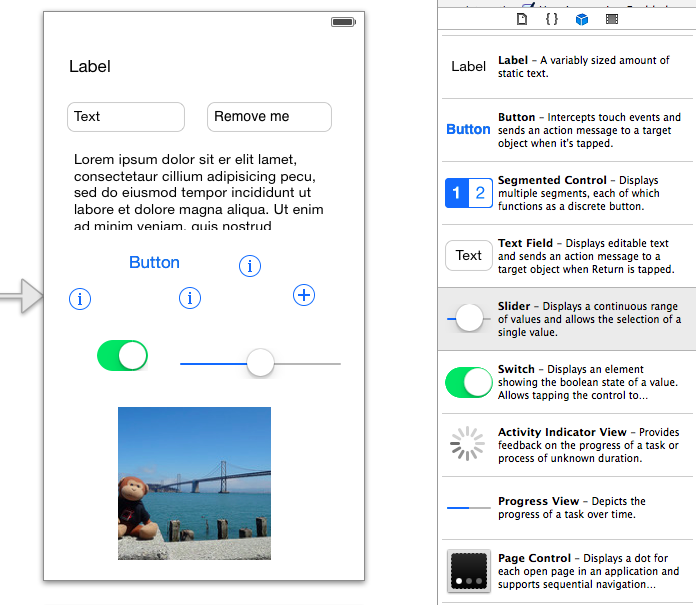 Label
Text
Remove me
Lorem ipsum dolor sit er elit lamet,
consectetaur cillium adipisicing pecu,
sed do eiusmod tempor incididunt ut
labore et dolore magna aliqua. Ut enim
ad minim veniam, quis nostrud
Button
{ }
Label
Label – A variably sized amount of
static text.
Button
Button – Intercepts touch events and
sends an action message to a target
object when it's tapped.
1 2
Segmented Control – Displays
multiple segments, each of which
functions as a discrete button.
Text
Text Field – Displays editable text
and sends an action message to a
target object when Return is tapped.
Slider – Displays a continuous range
of values and allows the selection of a
single value.
Switch – Displays an element
showing the boolean state of a value.
Allows tapping the control to...
Activity Indicator View – Provides
feedback on the progress of a task or
process of unknown duration.
Progress View – Depicts the
progress of a task over time.
Page Control – Displays a dot for
each open page in an application and
supports sequential navigation...